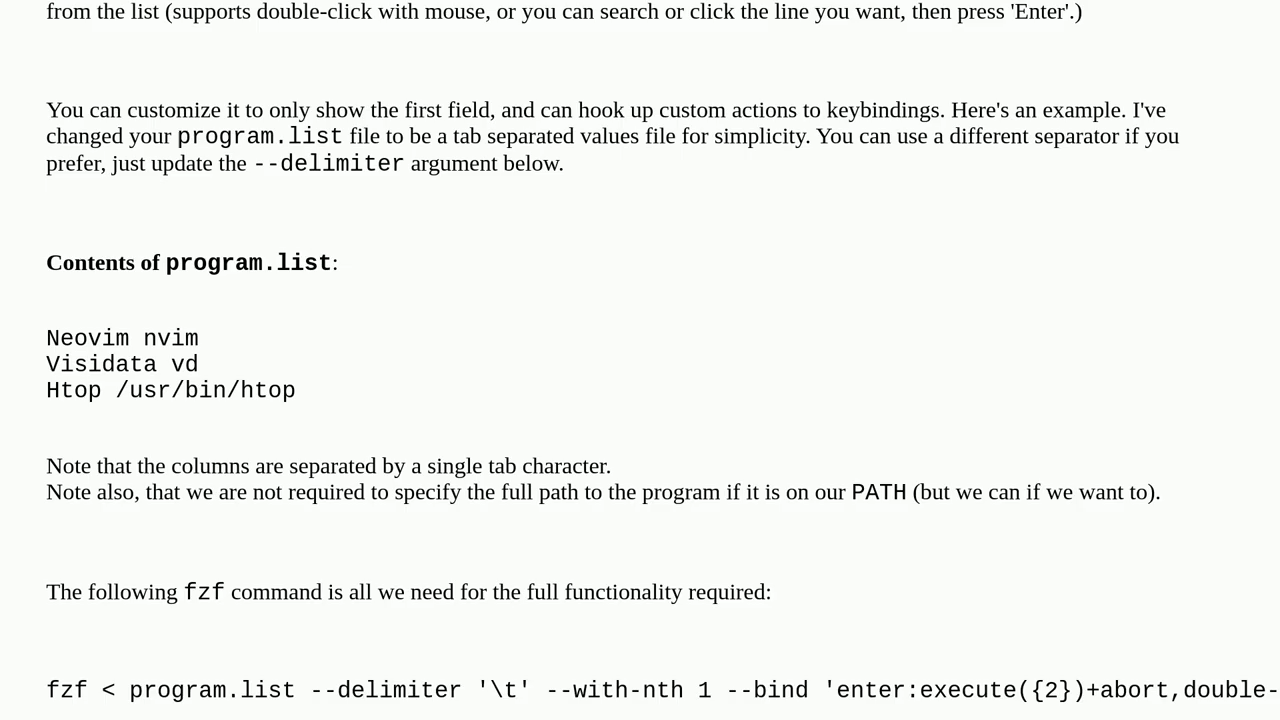 from the list (supports double-click with mouse, or you can search or click the line you want, then press 'Enter'.)
You can customize it to only show the first field, and can hook up custom actions to keybindings. Here's an example. I've
changed your program.list file to be a tab separated values file for simplicity. You can use a different separator if you
prefer, just update the --delimiter argument below.
Contents of program.list:
Neovim nvim
Visidata vd
Htop /usr/bin/htop
Note that the columns are separated by a single tab character.
Note also, that we are not required to specify the full path to the program if it is on our PATH (but we can if we want to).
The following fzf command is all we need for the full functionality required:
fzf < program.list --delimiter '\t' --with-nth 1 --bind 'enter:execute({2})+abort,double-